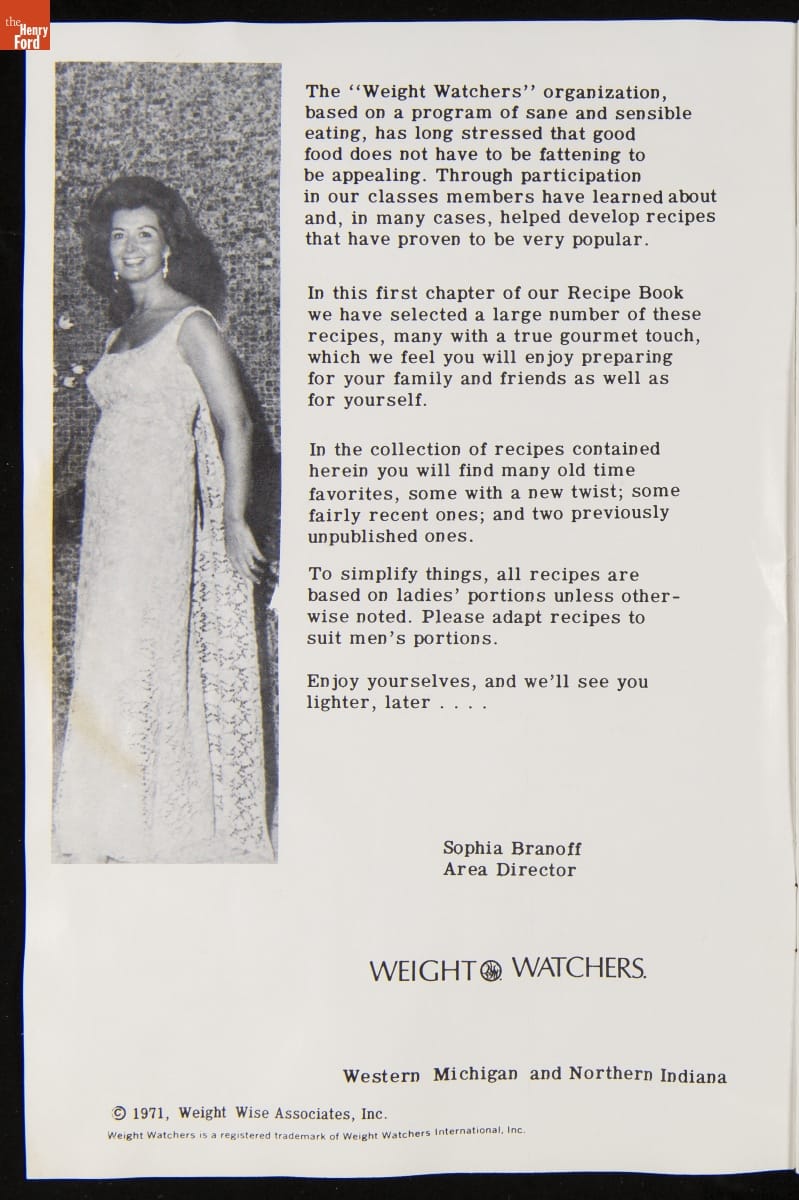 the
Henry
Ford
The "Weight Watchers" organization,
based on a program of sane and sensible
eating, has long stressed that good
food does not have to be fattening to
be appealing. Through participation
in our classes members have learned about
and, in many cases, helped develop recipes
that have proven to be very popular.
In this first chapter of our Recipe Book
we have selected a large number of these
recipes, many with a true gourmet touch,
which we feel you will enjoy preparing
for your family and friends as well as
for yourself.
In the collection of recipes contained
herein you will find many old time
favorites, some with a new twist; some
fairly recent ones; and two previously
unpublished ones.
To simplify things, all recipes are
based on ladies' portions unless other-
wise noted. Please adapt recipes to
suit men's portions.
Enjoy yourselves, and we'll see you
lighter, later . . . .
Sophia Branoff
Area Director
WEIGHT WATCHERS.
Western Michigan and Northern Indiana
© 1971, Weight Wise Associates, Inc.
Weight Watchers is a registered trademark of Weight Watchers International, Inc.